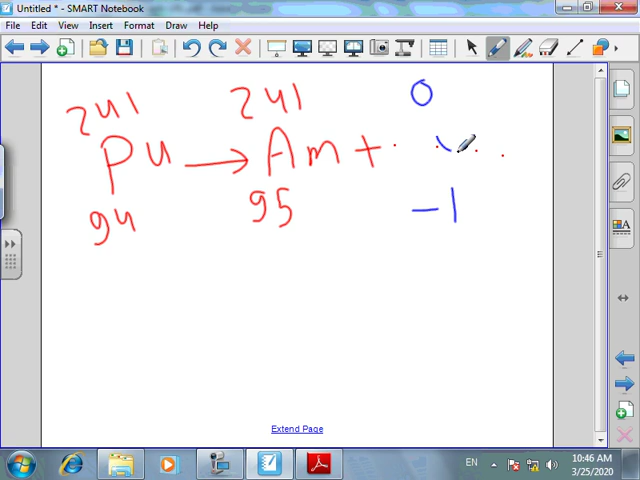 Untitled * - SMART Notebook
File Edit View Insert Format Draw Help
241 241 0
Pu → Am + . . . .
94 95 -1
Extend Page
EN
10:46 AM
3/25/2020